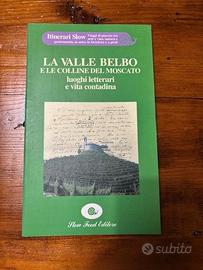 Itinerari Slow
LA VALLE BELBO
E LE COLLINE DEL MOSCATO
luoghi letterari
e vita contadina
Slow Food Editore
subito